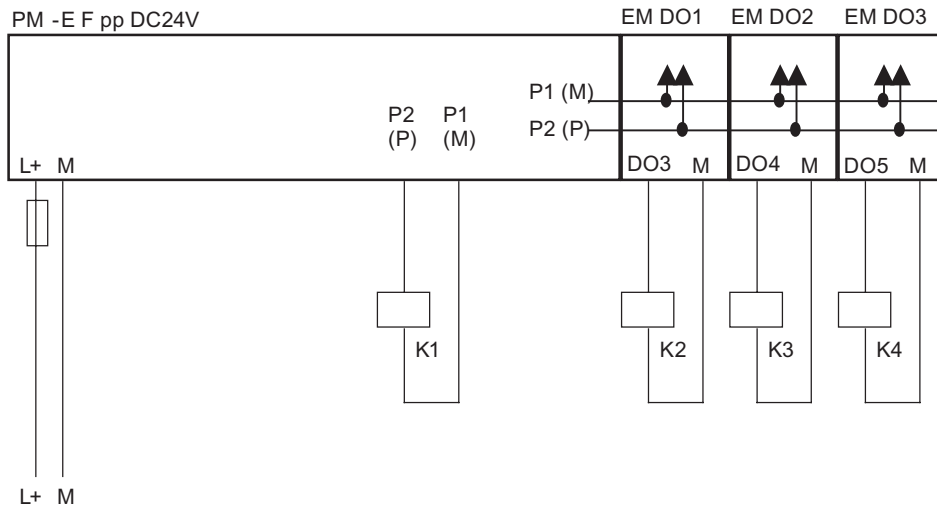 PM -E F pp DC24V
EM DO1 EM DO2 EM DO3
P1 (M)
P2 P1
(P) (M)
P2 (P)
L+ M
DO3 M DO4 M DO5 M
K1 K2 K3 K4
L+ M